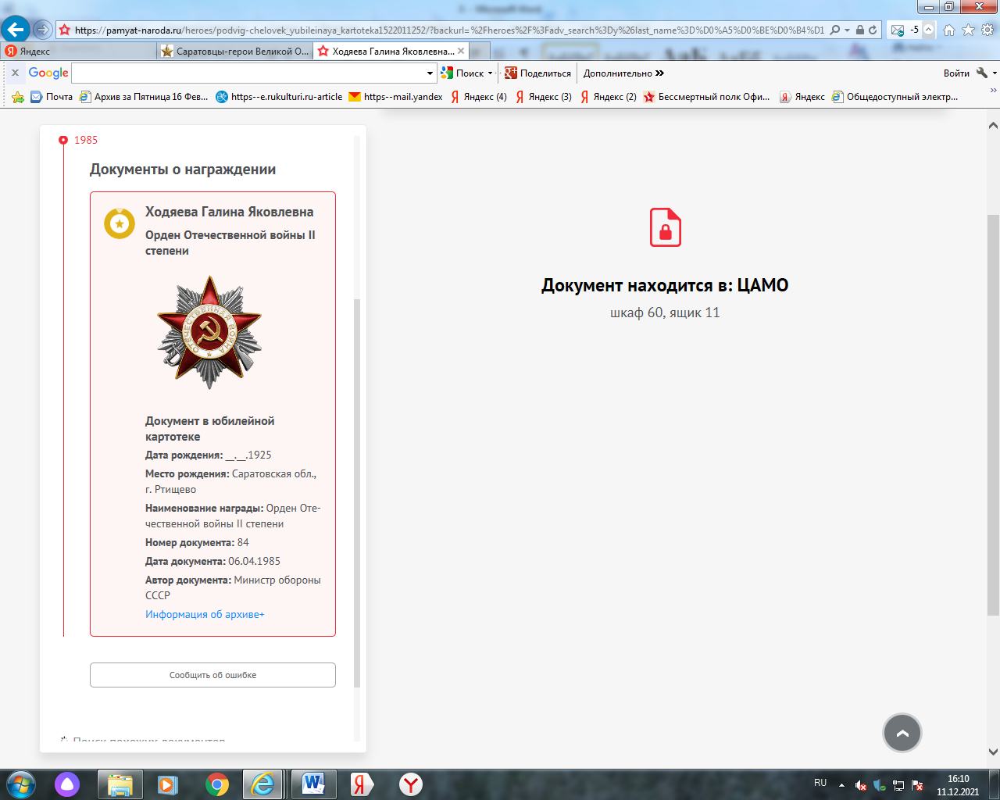 https://pamyat-naroda.ru/heroes/podvig-chelovek_yubileinaya_kartoteka1522011252/?backurl=%2Fheroes%2F%3Fadv_search%3Dy%26last_name%3D%D0%A5%D0%BE%D0%B4%D1
-5
Яндекс
Саратовцы-герои Великой О...
Ходяева Галина Яковлевна...
x Google
Поиск
Поделиться
Дополнительно
Войти
Почта
Архив за Пятница 16 Фев...
https--e.rukulturi.ru-article
https--mail.yandex
Яндекс (4)
Яндекс (3)
Яндекс (2)
Бессмертный полк Офи...
Яндекс
Общедоступный электр...
1985
Документы о награждении
Ходяева Галина Яковлевна
Орден Отечественной войны II
степени
ОТЕЧЕСТВЕННАЯ ВОЙНА
Документ в юбилейной
картотеке
Дата рождения: __.__.1925
Место рождения: Саратовская обл.,
г. Ртищево
Наименование награды: Орден Оте-
чественной войны II степени
Номер документа: 84
Дата документа: 06.04.1985
Автор документа: Министр обороны
СССР
Информация об архиве+
Сообщить об ошибке
Поиск похожих документов
Документ находится в: ЦАМО
шкаф 60, ящик 11
RU
16:10
11.12.2021